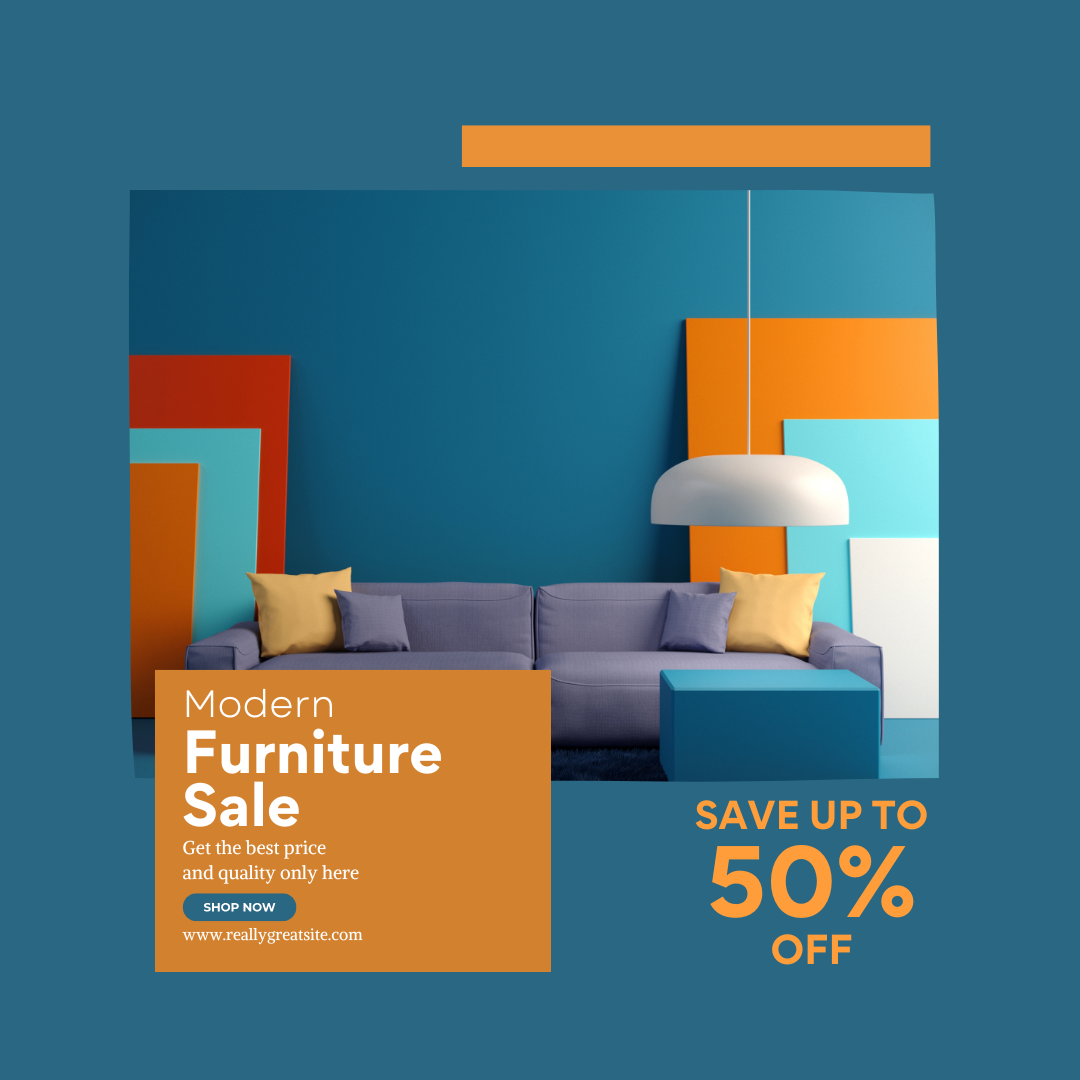 Modern
Furniture
Sale
Get the best price
and quality only here
SHOP NOW
www.reallygreatsite.com
SAVE UP TO
50%
OFF